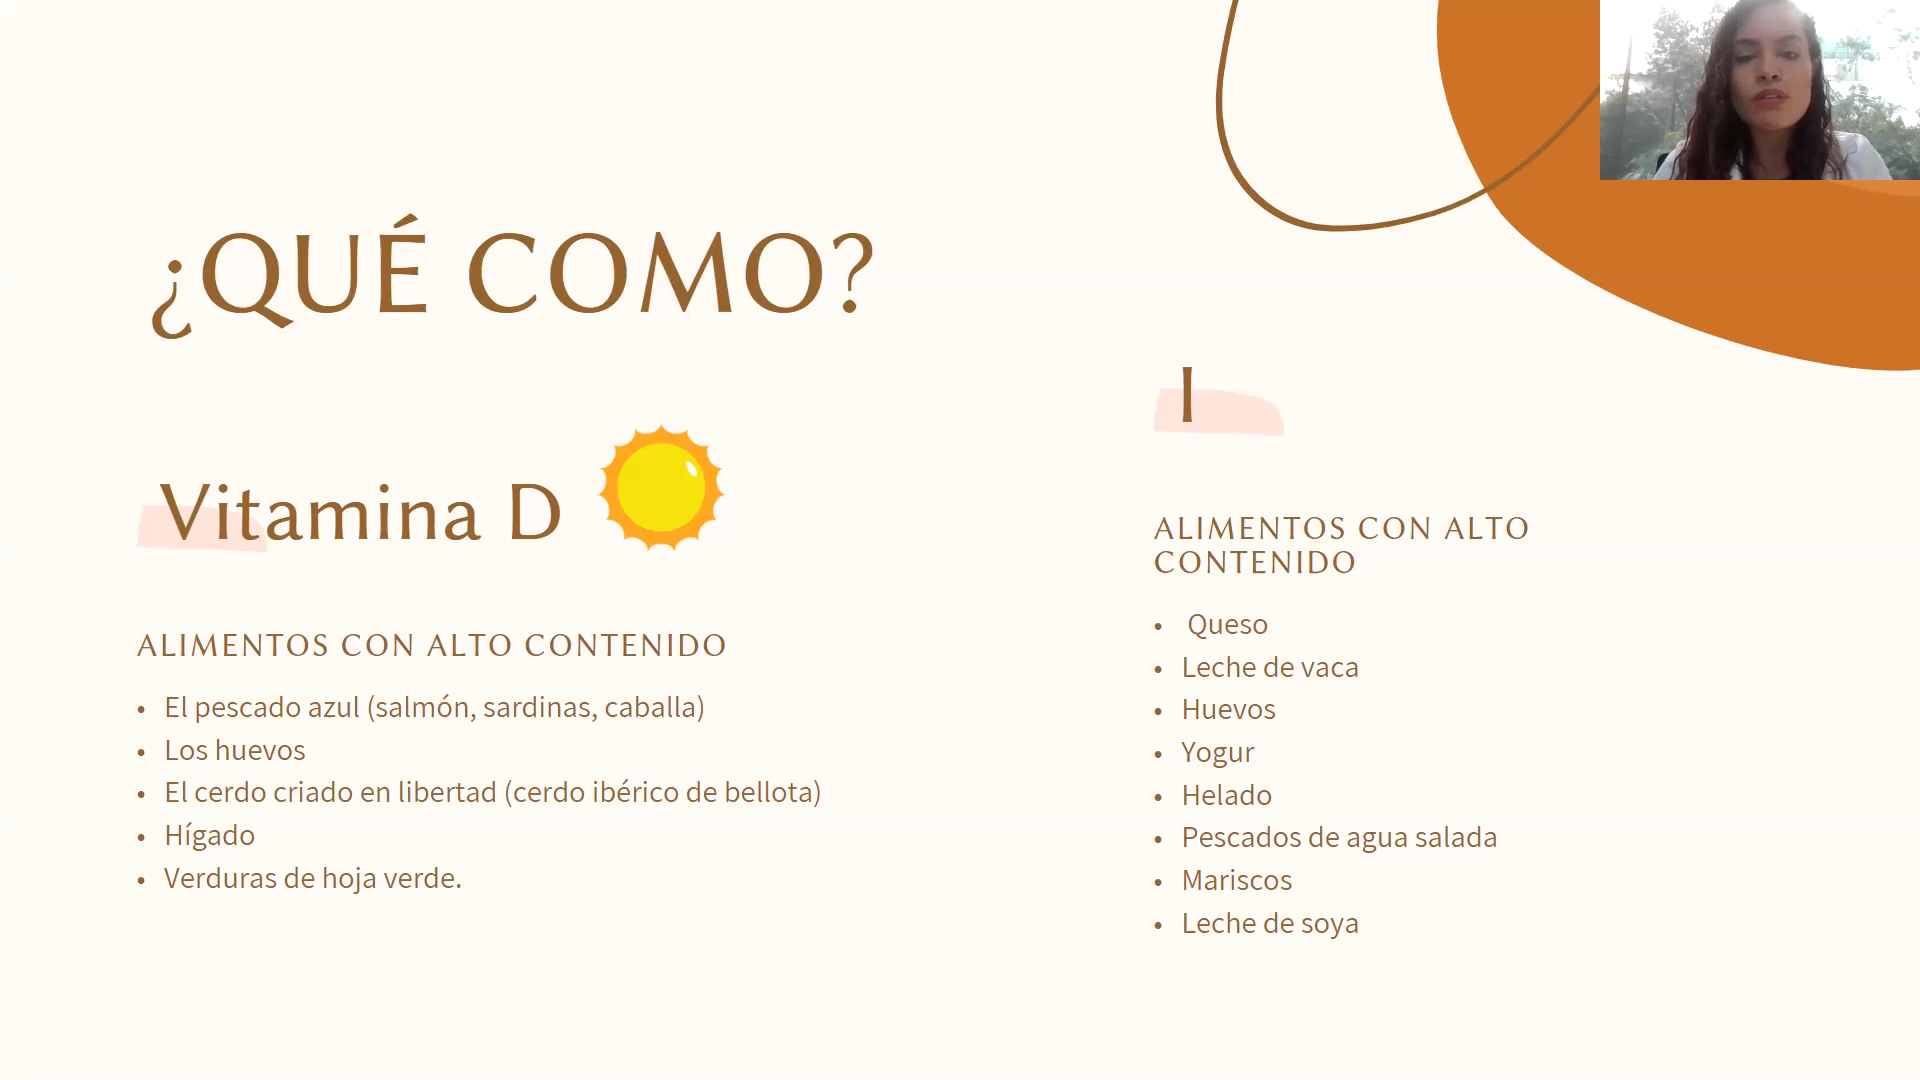 ¿QUÉ COMO?
Vitamina D
ALIMENTOS CON ALTO CONTENIDO
• El pescado azul (salmón, sardinas, caballa)
• Los huevos
• El cerdo criado en libertad (cerdo ibérico de bellota)
• Hígado
• Verduras de hoja verde.
I
ALIMENTOS CON ALTO
CONTENIDO
• Queso
• Leche de vaca
• Huevos
• Yogur
• Helado
• Pescados de agua salada
• Mariscos
• Leche de soya